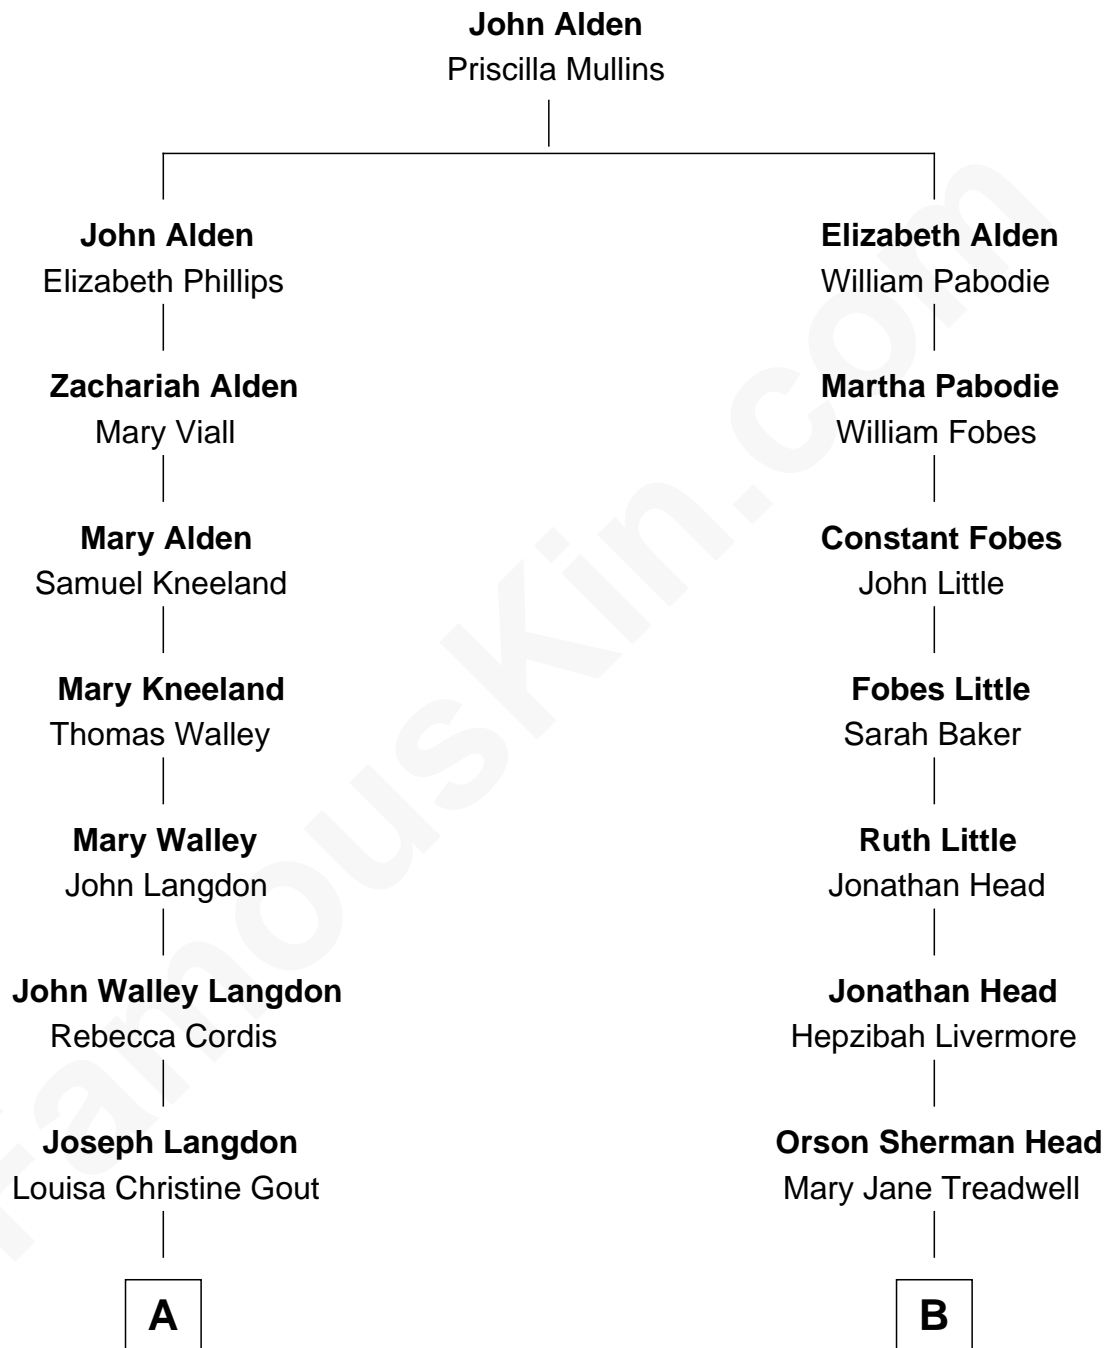 John Alden
Priscilla Mullins
John Alden
Elizabeth Phillips
Zachariah Alden
Mary Viall
Mary Alden
Samuel Kneeland
Mary Kneeland
Thomas Walley
Mary Walley
John Langdon
John Walley Langdon
Rebecca Cordis
Joseph Langdon
Louisa Christine Gout
A
Elizabeth Alden
William Pabodie
Martha Pabodie
William Fobes
Constant Fobes
John Little
Fobes Little
Sarah Baker
Ruth Little
Jonathan Head
Jonathan Head
Hepzibah Livermore
Orson Sherman Head
Mary Jane Treadwell
B
FamousKin.com